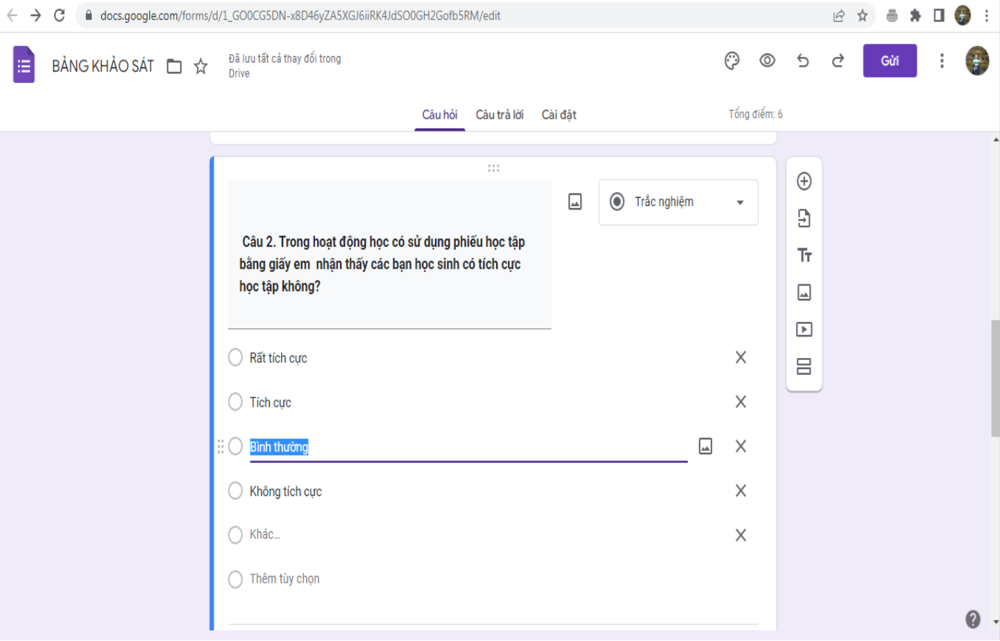 docs.google.com/forms/d/1_GO0CG5DN-x8D46yZA5XGJ6iiRK4JdSO0GH2Gofb5RM/edit
BẢNG KHẢO SÁT
Đã lưu tất cả thay đổi trong
Drive
Gửi
Câu hỏi Câu trả lời Cài đặt
Tổng điểm: 6
Trắc nghiệm
Câu 2. Trong hoạt động học có sử dụng phiếu học tập
bằng giấy em nhận thấy các bạn học sinh có tích cực
học tập không?
Rất tích cực
Tích cực
Bình thường
Không tích cực
Khác...
Thêm tùy chọn